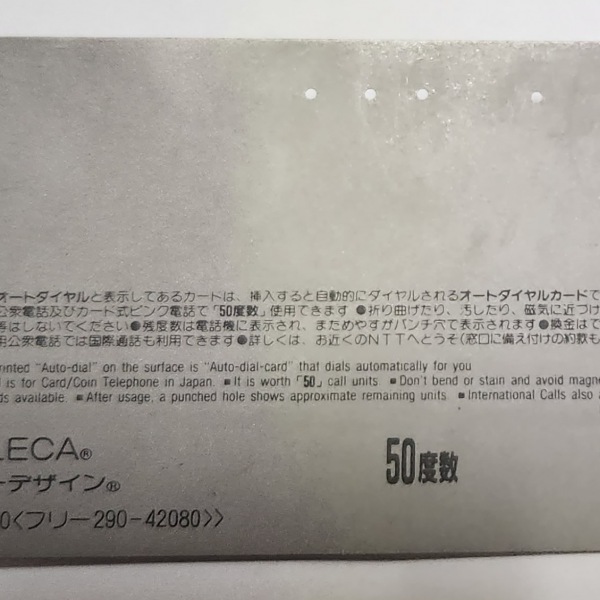 オートダイヤルと表示してあるカードは、挿入すると自動的にダイヤルされるオートダイヤルカードで
公衆電話及びカード式ピンク電話で「50度数」使用できます●折り曲げたり、汚したり、磁気に近づけ
等はしないでください●残度数は電話機に表示され、まためやすがパンチ穴で表示されます●換金はで
用公衆電話では国際通話も利用できます●詳しくは、お近くのNTTへどうぞ(窓口に備え付けの約款も
rinted "Auto-dial" on the surface is "Auto-dial-card" that dials automatically for you
is for Card/Coin Telephone in Japan. ■It is worth「50」call units. ■Don't bend or stain and avoid magne
ds available. ■After usage, a punched hole shows approximate remaining units. ■International Calls also a
LECA®
ーデザイン®
50度数
0<フリー290-42080>>